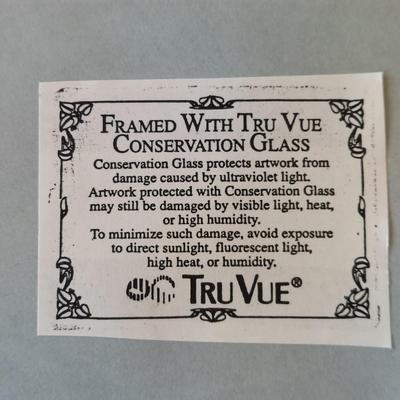 FRAMED WITH TRU VUE
CONSERVATION GLASS
Conservation Glass protects artwork from
damage caused by ultraviolet light.
Artwork protected with Conservation Glass
may still be damaged by visible light, heat,
or high humidity.
To minimize such damage, avoid exposure
to direct sunlight, fluorescent light,
high heat, or humidity.
TRU VUE®